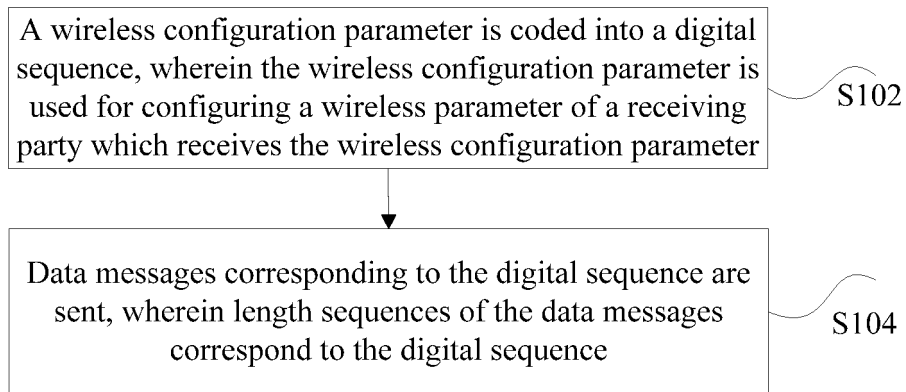 A wireless configuration parameter is coded into a digital
sequence, wherein the wireless configuration parameter is
used for configuring a wireless parameter of a receiving
party which receives the wireless configuration parameter
S102
Data messages corresponding to the digital sequence are
sent, wherein length sequences of the data messages
correspond to the digital sequence
S104